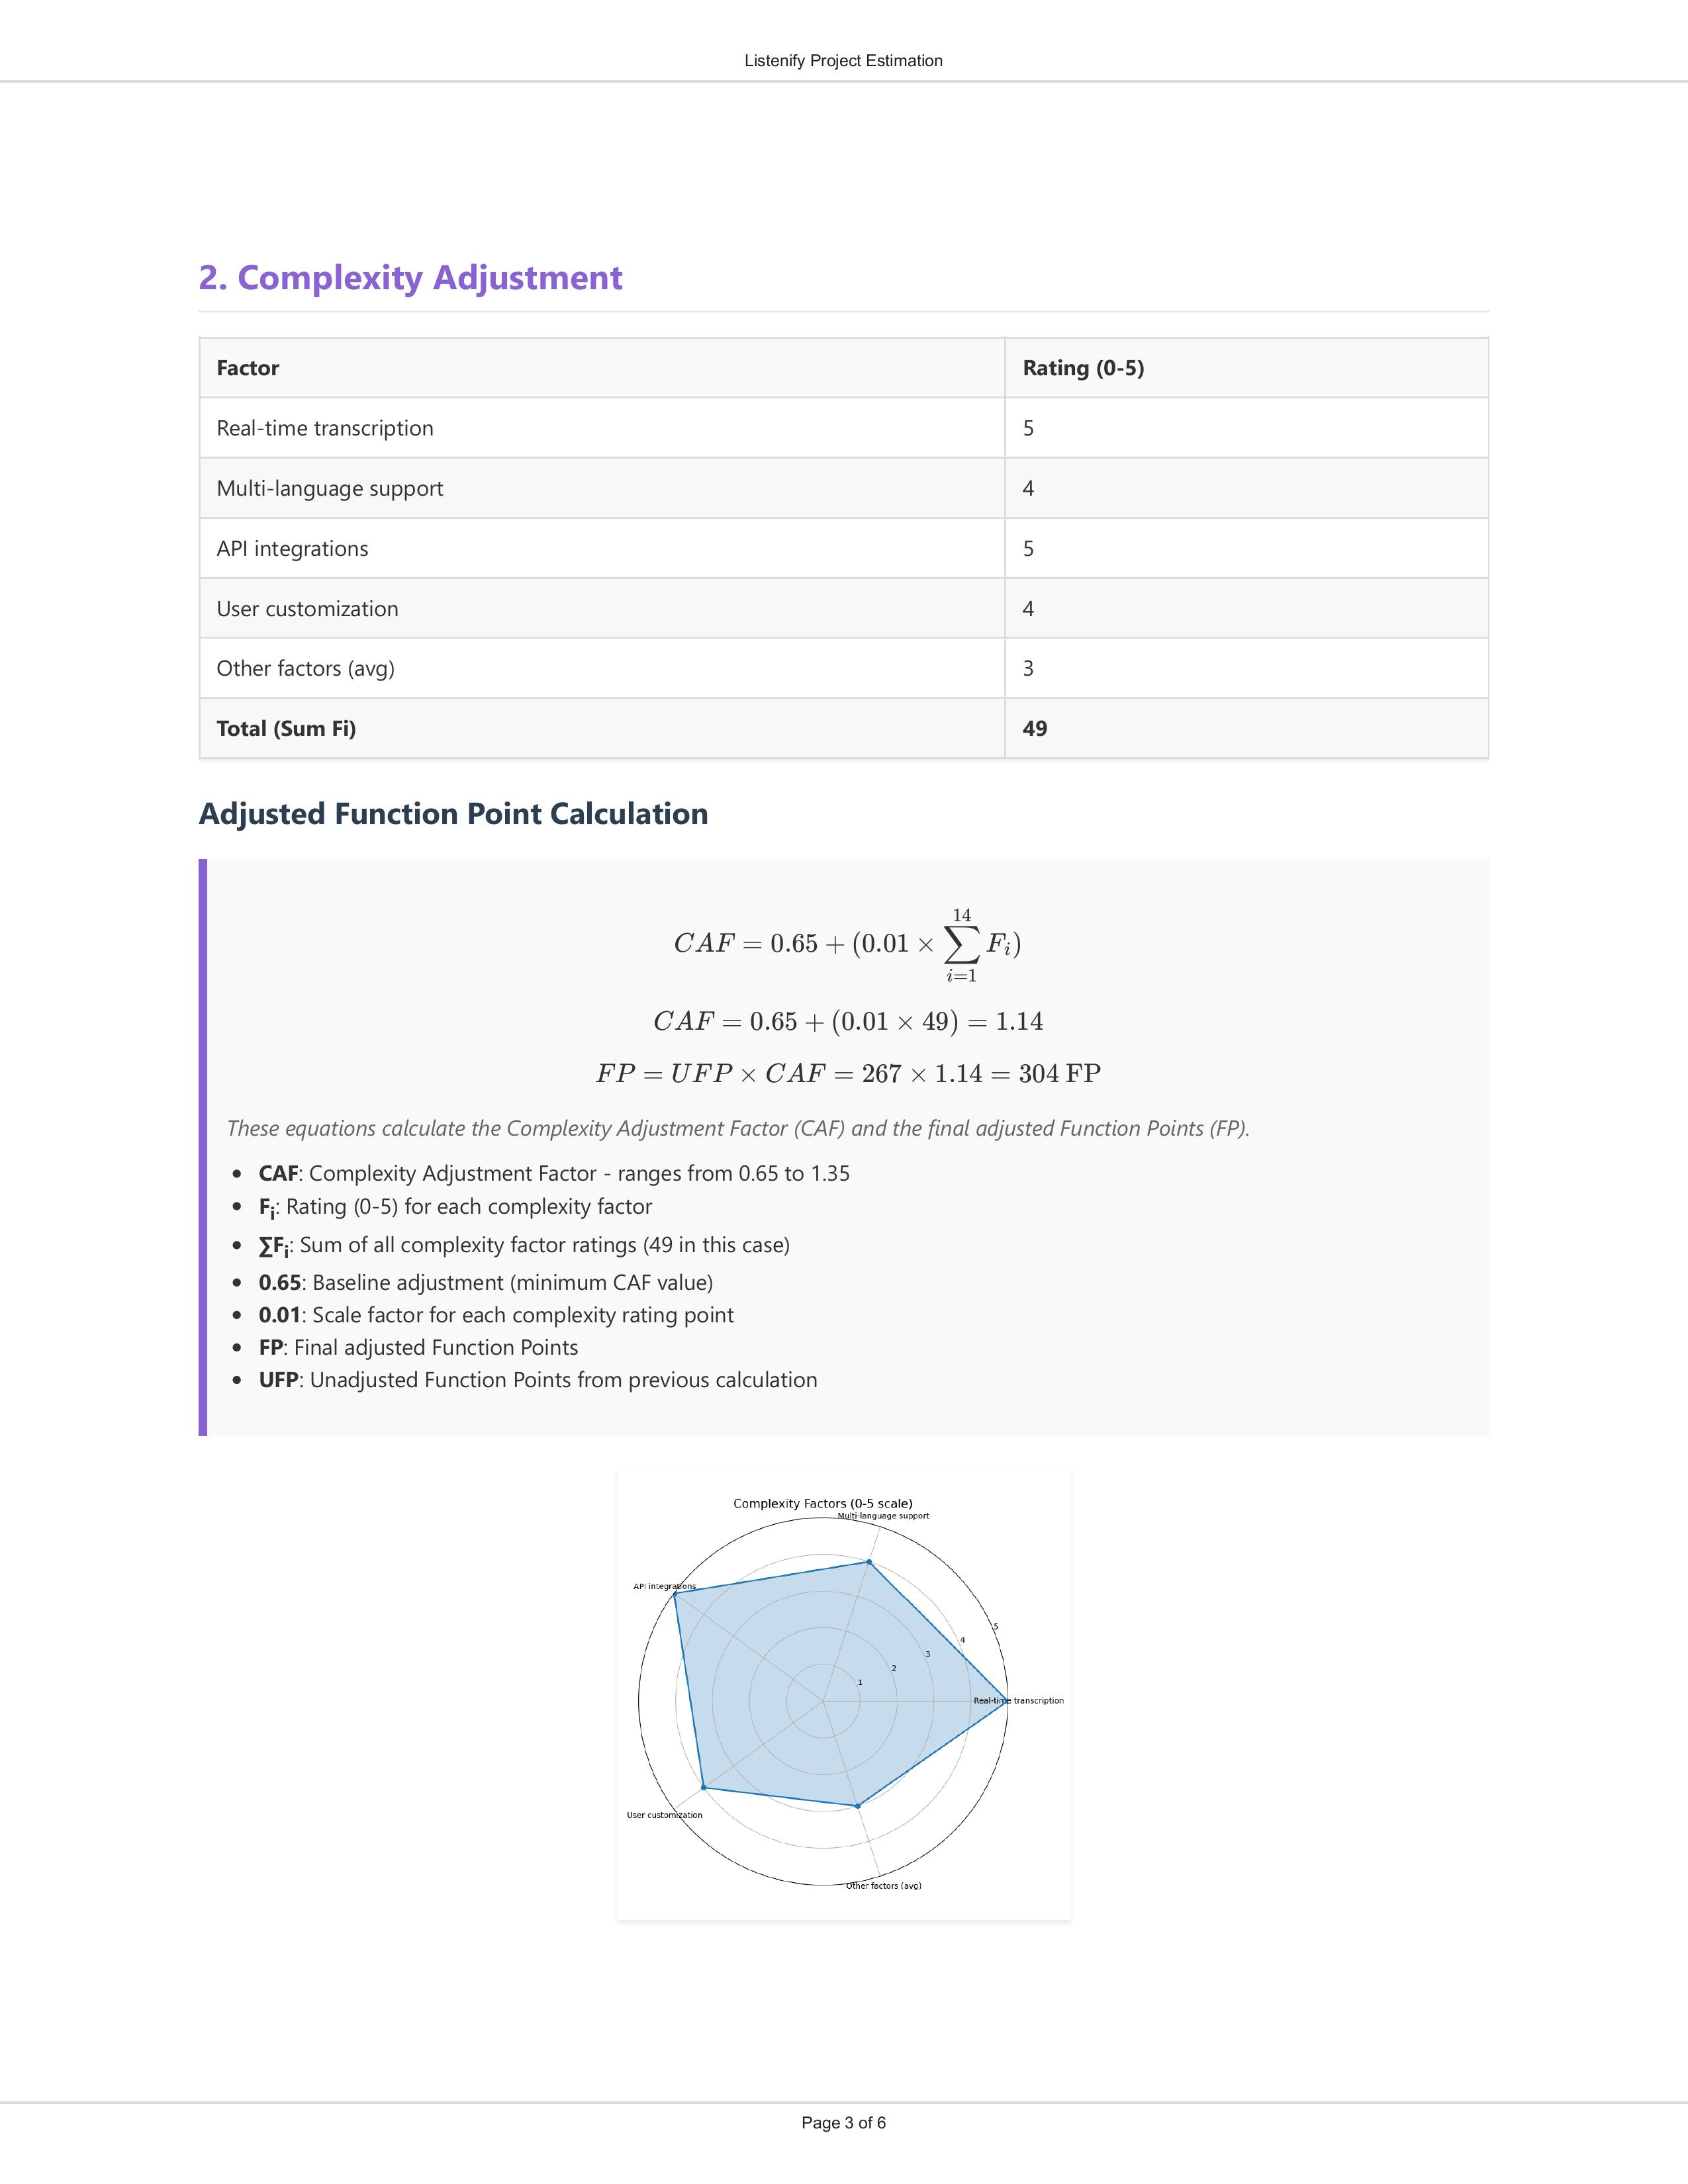 Listenify Project Estimation
2. Complexity Adjustment
Factor Rating (0-5)
Real-time transcription 5
Multi-language support 4
API integrations 5
User customization 4
Other factors (avg) 3
Total (Sum Fi) 49
Adjusted Function Point Calculation
CAF = 0.65 + (0.01 × ∑_{i=1}^{14} F_i)
CAF = 0.65 + (0.01 × 49) = 1.14
FP = UFP × CAF = 267 × 1.14 = 304 FP
These equations calculate the Complexity Adjustment Factor (CAF) and the final adjusted Function Points (FP).
• CAF: Complexity Adjustment Factor - ranges from 0.65 to 1.35
• F_i: Rating (0-5) for each complexity factor
• ∑F_i: Sum of all complexity factor ratings (49 in this case)
• 0.65: Baseline adjustment (minimum CAF value)
• 0.01: Scale factor for each complexity rating point
• FP: Final adjusted Function Points
• UFP: Unadjusted Function Points from previous calculation
Complexity Factors (0-5 scale)
Multi-language support
API integrations
5
4
3
2
1
Real-time transcription
User customization
Other factors (avg)
Page 3 of 6